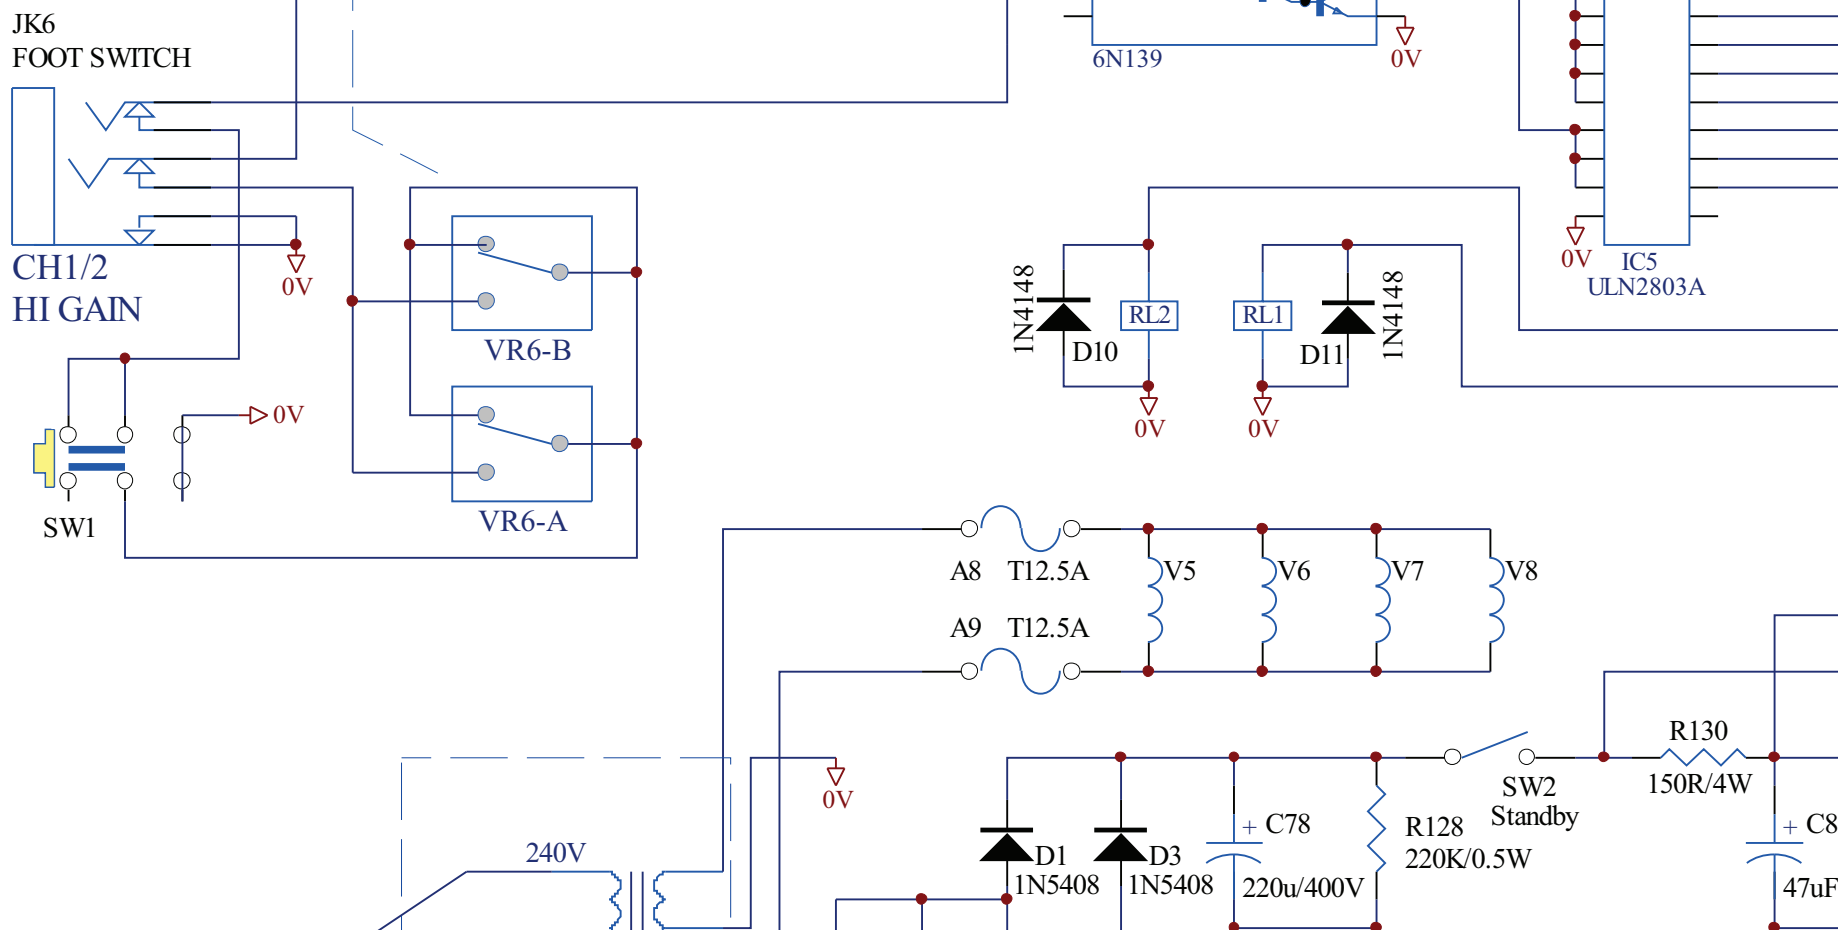 JK6
FOOT SWITCH
6N139
0V
CH1/2
HI GAIN
0V
0V
IC5
ULN2803A
1N4148
D10
RL2
RL1
D11
1N4148
VR6-B
0V
0V
0V
SW1
VR6-A
A8 T12.5A
V5
V6
V7
V8
A9 T12.5A
R130
150R/4W
SW2
Standby
0V
240V
D1
1N5408
D3
1N5408
+ C78
220u/400V
R128
220K/0.5W
+ C8
47uF